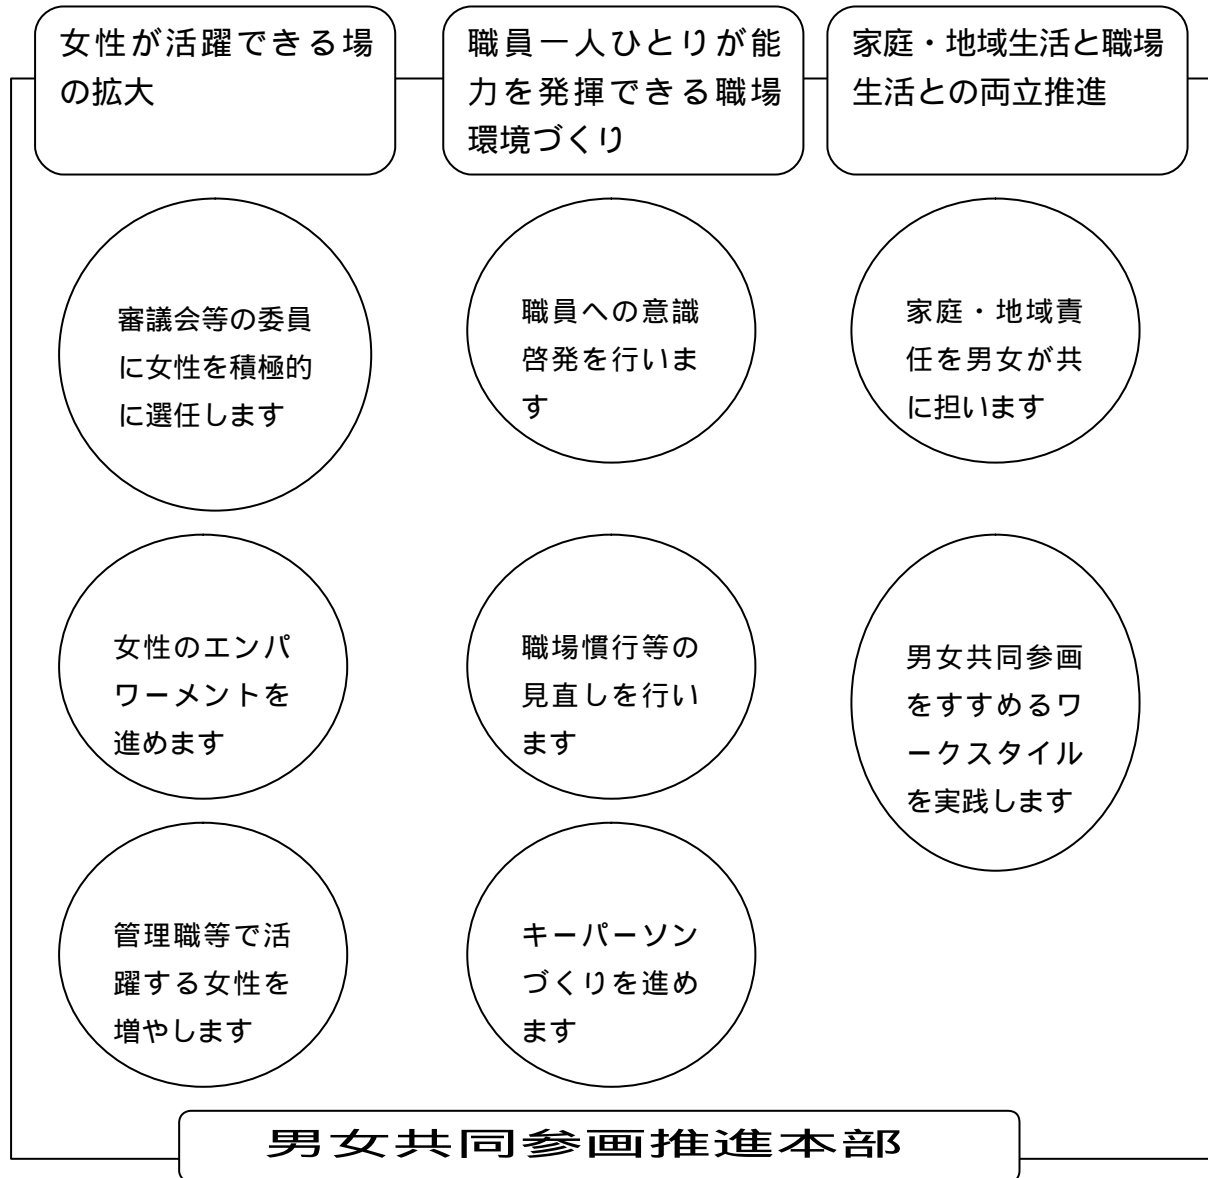 女性が活躍できる場
の拡大
職員一人ひとりが能
力を発揮できる職場
環境づくり
家庭・地域生活と職場
生活との両立推進
審議会等の委員
に女性を積極的
に選任します
職員への意識
啓発を行いま
す
家庭・地域責
任を男女が共
に担います
女性のエンパ
ワーメントを
進めます
職場慣行等の
見直しを行い
ます
男女共同参画
をすすめるワ
ークスタイル
を実践します
管理職等で活
躍する女性を
増やします
キーパーソン
づくりを進め
ます
男女共同参画推進本部